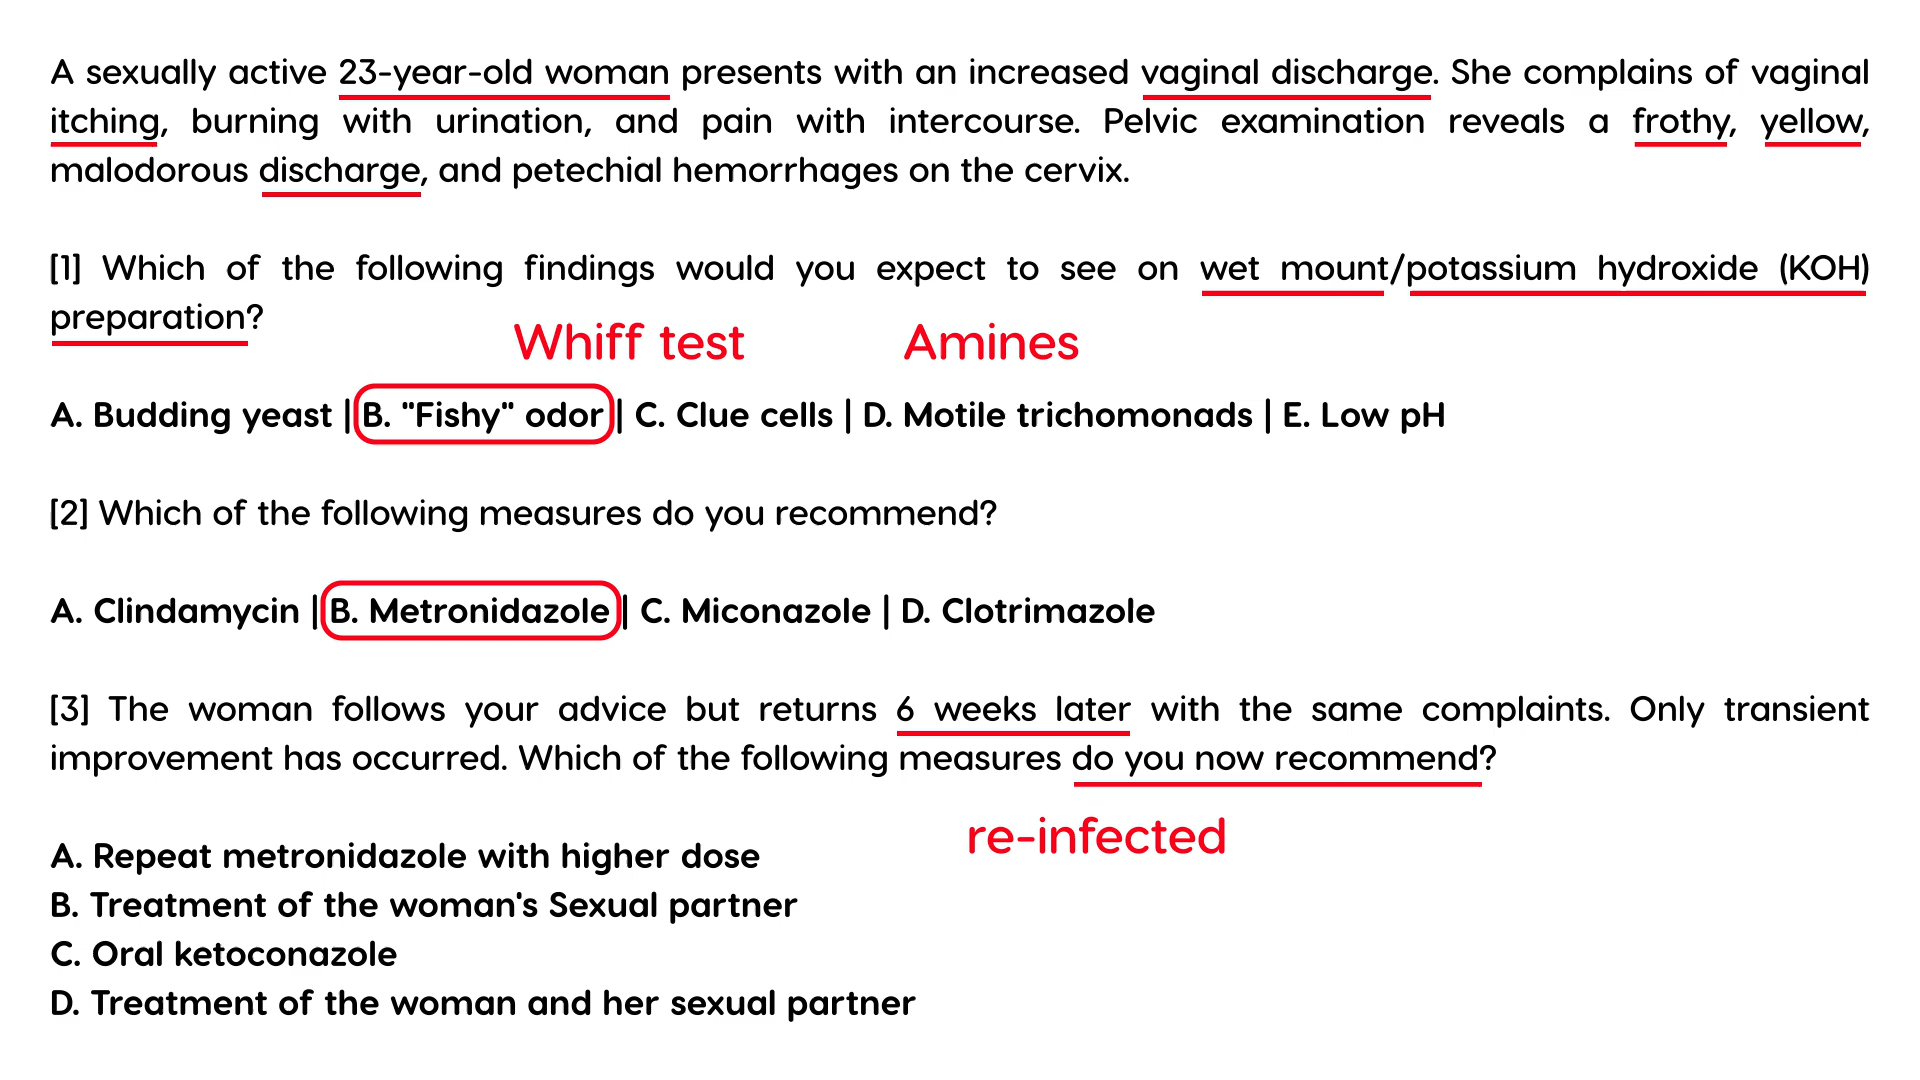 A sexually active 23-year-old woman presents with an increased vaginal discharge. She complains of vaginal
itching, burning with urination, and pain with intercourse. Pelvic examination reveals a frothy, yellow,
malodorous discharge, and petechial hemorrhages on the cervix.
[1] Which of the following findings would you expect to see on wet mount/potassium hydroxide (KOH)
preparation?
Whiff test Amines
A. Budding yeast | B. "Fishy" odor | C. Clue cells | D. Motile trichomonads | E. Low pH
[2] Which of the following measures do you recommend?
A. Clindamycin | B. Metronidazole | C. Miconazole | D. Clotrimazole
[3] The woman follows your advice but returns 6 weeks later with the same complaints. Only transient
improvement has occurred. Which of the following measures do you now recommend?
re-infected
A. Repeat metronidazole with higher dose
B. Treatment of the woman's Sexual partner
C. Oral ketoconazole
D. Treatment of the woman and her sexual partner